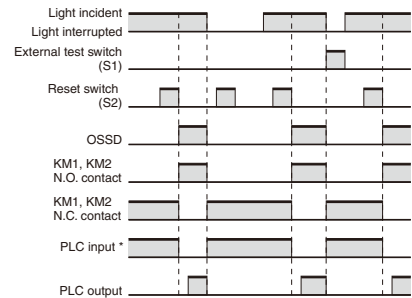 Light incident
Light interrupted
External test switch
(S1)
Reset switch
(S2)
OSSD
KM1, KM2
N.O. contact
KM1, KM2
N.C. contact
PLC input *
PLC output